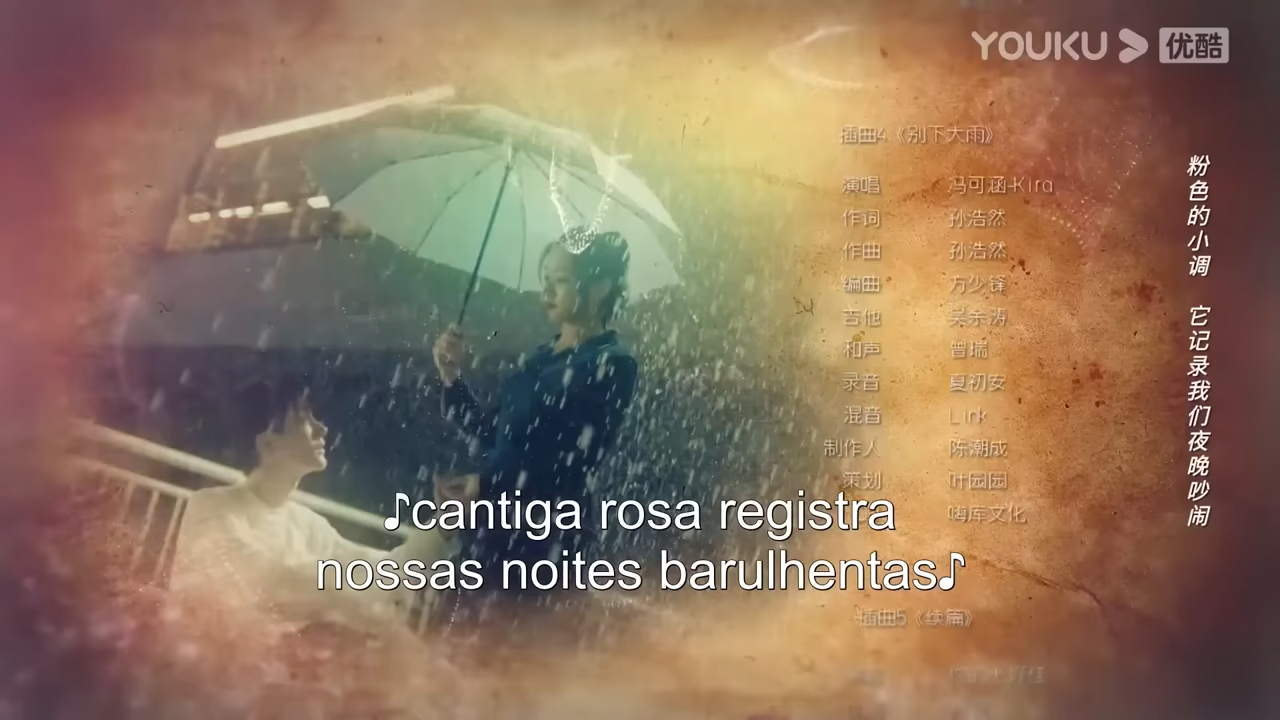 YOUKU 优酷
插曲4《别下大雨》
演唱 冯可涵-Kira
作词 孙浩然
作曲 孙浩然
编曲 方少铎
吉他 吴余涛
和声 曾瑞
录音 夏初安
混音 Link
制作人 陈潮成
策划 叶园园
嗨库文化
插曲5《续篇》
粉色的小调 它记录我们夜晚吵闹
♪cantiga rosa registra
nossas noites barulhentas♪